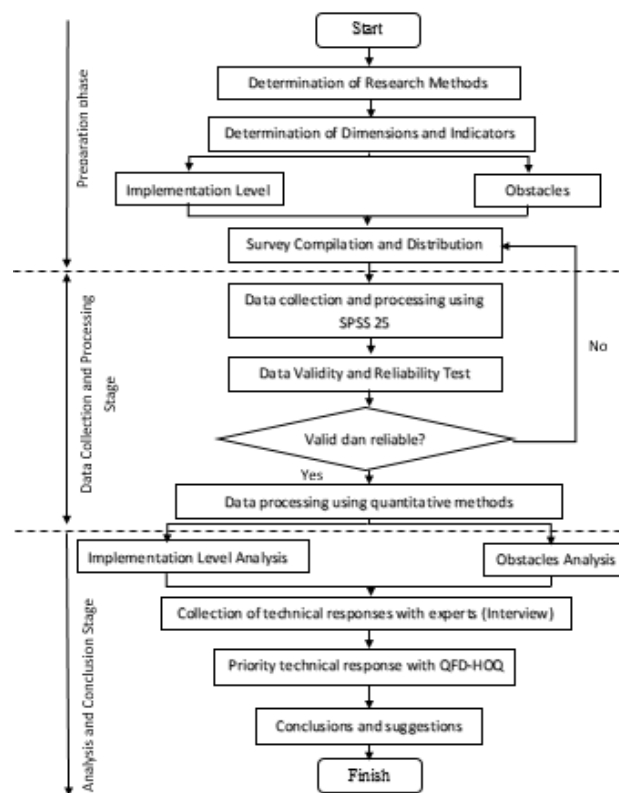 Start
Preparation phase
Determination of Research Methods
Determination of Dimensions and Indicators
Implementation Level
Obstacles
Survey Compilation and Distribution
Data Collection and Processing
Stage
Data collection and processing using
SPSS 25
No
Data Validity and Reliability Test
Valid dan reliable?
Yes
Data processing using quantitative methods
Analysis and Conclusion Stage
Implementation Level Analysis
Obstacles Analysis
Collection of technical responses with experts (Interview)
Priority technical response with QFD-HOQ
Conclusions and suggestions
Finish